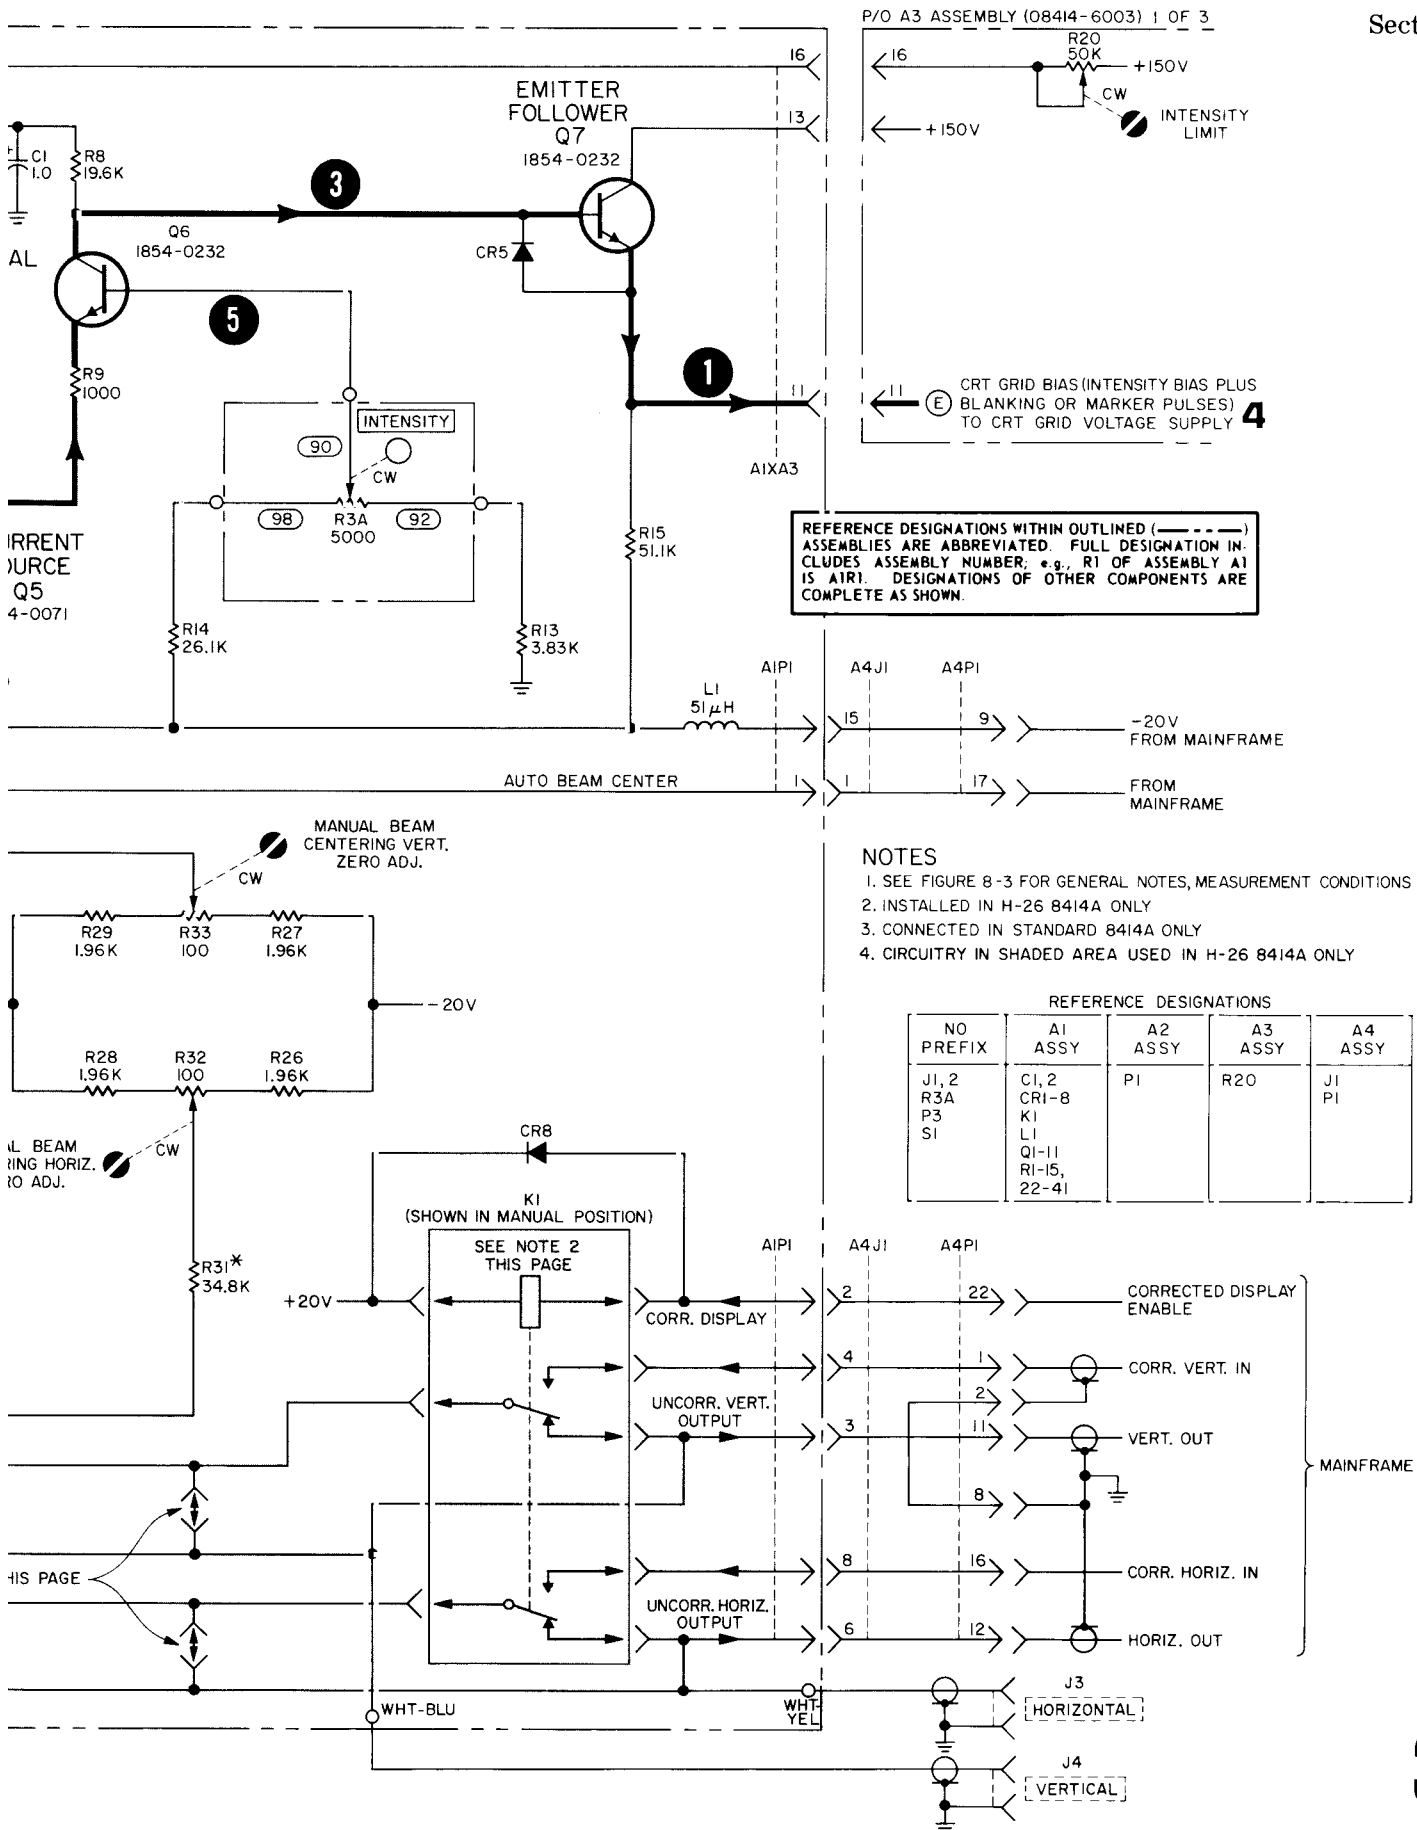 P/O A3 ASSEMBLY (08414-6003) 1 OF 3
Sect
16
16
R20
50K
+150V
CW
INTENSITY
LIMIT
13
+150V
EMITTER
FOLLOWER
Q7
1854-0232
C1
1.0
R8
19.6K
3
Q6
1854-0232
CR5
AL
5
R9
1000
1
11
11
E
CRT GRID BIAS (INTENSITY BIAS PLUS
BLANKING OR MARKER PULSES)
TO CRT GRID VOLTAGE SUPPLY 4
INTENSITY
90
CW
A1XA3
98
R3A
5000
92
RRENT
URCE
Q5
4-0071
R15
51.1K
REFERENCE DESIGNATIONS WITHIN OUTLINED (— - - —)
ASSEMBLIES ARE ABBREVIATED. FULL DESIGNATION IN-
CLUDES ASSEMBLY NUMBER; e.g., R1 OF ASSEMBLY A1
IS A1R1. DESIGNATIONS OF OTHER COMPONENTS ARE
COMPLETE AS SHOWN.
R14
26.1K
R13
3.83K
L1
51μH
A1P1
A4J1
A4P1
15
9
-20V
FROM MAINFRAME
AUTO BEAM CENTER
1
1
17
FROM
MAINFRAME
MANUAL BEAM
CENTERING VERT.
ZERO ADJ.
CW
R29
1.96K
R33
100
R27
1.96K
-20V
R28
1.96K
R32
100
R26
1.96K
NOTES
1. SEE FIGURE 8-3 FOR GENERAL NOTES, MEASUREMENT CONDITIONS
2. INSTALLED IN H-26 8414A ONLY
3. CONNECTED IN STANDARD 8414A ONLY
4. CIRCUITRY IN SHADED AREA USED IN H-26 8414A ONLY
REFERENCE DESIGNATIONS
NO PREFIX
J1, 2
R3A
P3
S1
A1 ASSY
C1, 2
CR1-8
K1
L1
Q1-11
R1-15,
22-41
A2 ASSY
P1
A3 ASSY
R20
A4 ASSY
J1
P1
AL BEAM
RING HORIZ.
RO ADJ.
CW
CR8
K1
(SHOWN IN MANUAL POSITION)
SEE NOTE 2
THIS PAGE
R31*
34.8K
+20V
CORR. DISPLAY
A1P1
A4J1
A4P1
2
22
CORRECTED DISPLAY
ENABLE
4
1
CORR. VERT. IN
2
UNCORR. VERT.
OUTPUT
3
11
VERT. OUT
MAINFRAME
8
HIS PAGE
8
16
CORR. HORIZ. IN
UNCORR. HORIZ.
OUTPUT
6
12
HORIZ. OUT
WHT-BLU
WHT-
YEL
J3
HORIZONTAL
J4
VERTICAL